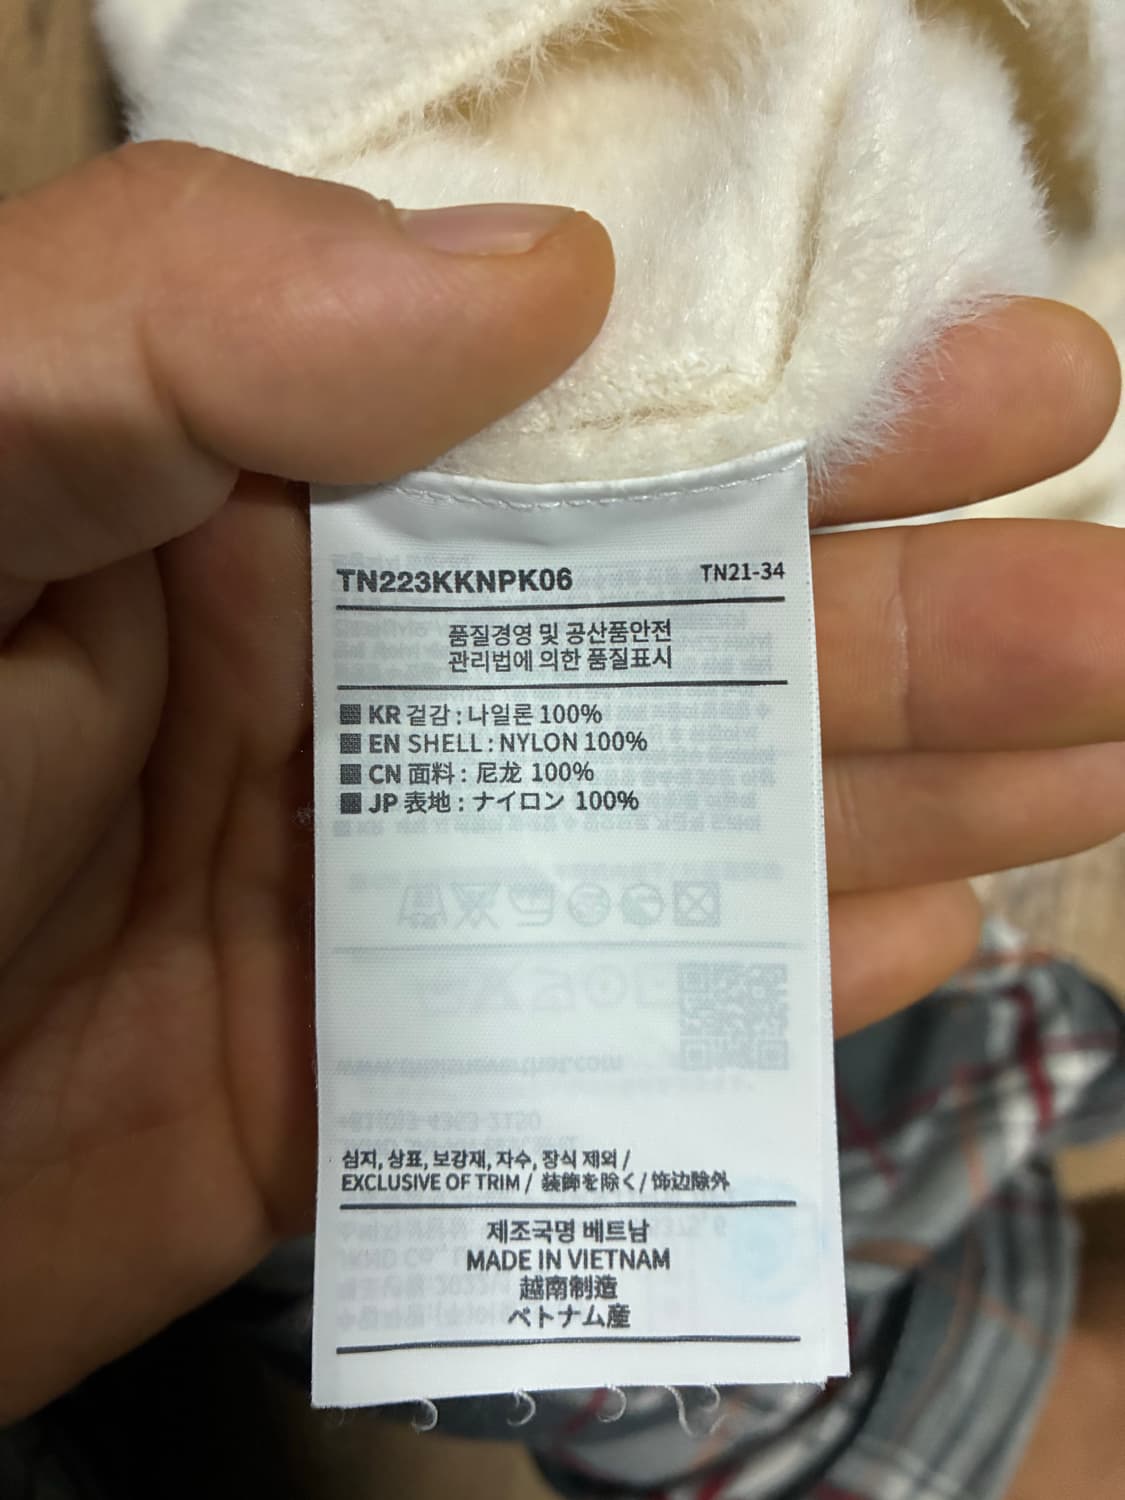 TN223KKNPK06 TN21-34
품질경영 및 공산품안전
관리법에 의한 품질표시
KR 겉감 : 나일론 100%
EN SHELL : NYLON 100%
CN 面料 : 尼龙 100%
JP 表地 : ナイロン 100%
심지, 상표, 보강재, 자수, 장식 제외 /
EXCLUSIVE OF TRIM / 装飾を除く / 饰边除外
제조국명 베트남
MADE IN VIETNAM
越南制造
ベトナム産